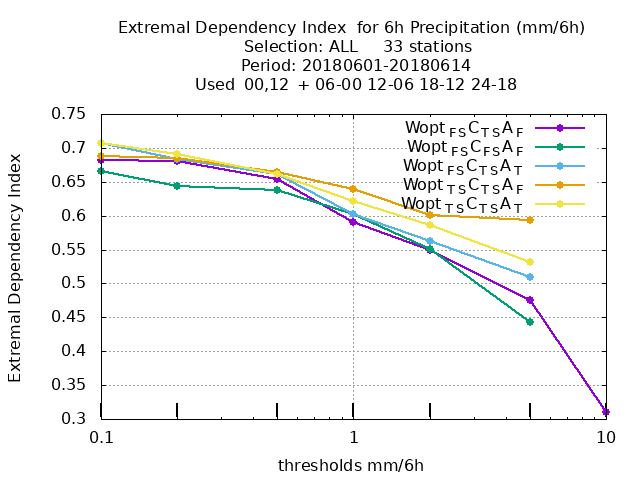 Extremal Dependency Index  for 6h Precipitation (mm/6h)
Selection: ALL     33 stations
Period: 20180601-20180614
Used  00,12  + 06-00 12-06 18-12 24-18
Wopt FS C TS A F
Wopt FS C FS A F
Wopt FS C TS A T
Wopt TS C TS A F
Wopt TS C TS A T
0.75
0.7
0.65
0.6
0.55
0.5
0.45
0.4
0.35
0.3
Extremal Dependency Index
0.1
1
10
thresholds mm/6h